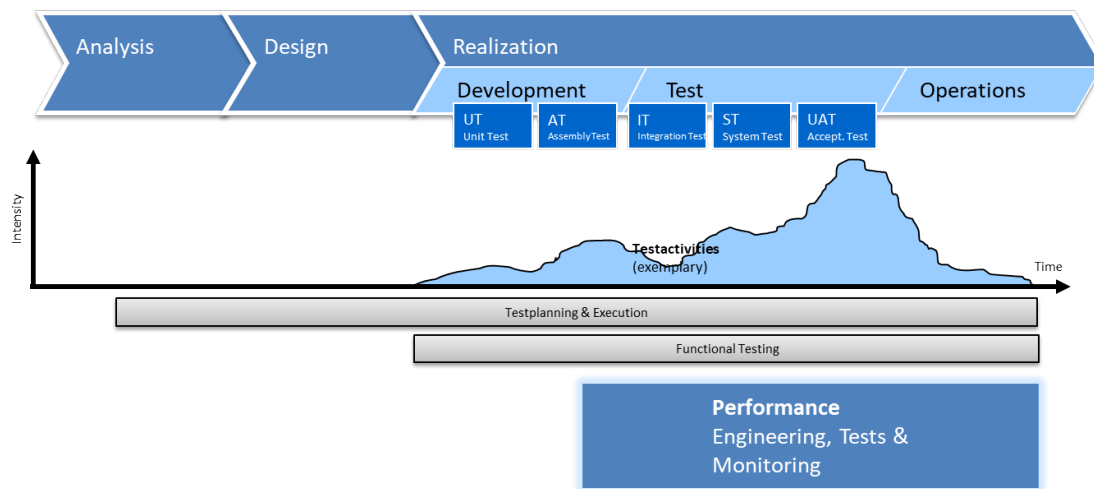 Analysis
Design
Realization
Development
Test
Operations
UT
Unit Test
AT
Assembly Test
IT
Integration Test
ST
System Test
UAT
Accept. Test
Intensity
Testactivities
(exemplary)
Time
Testplanning & Execution
Functional Testing
Performance
Engineering, Tests &
Monitoring